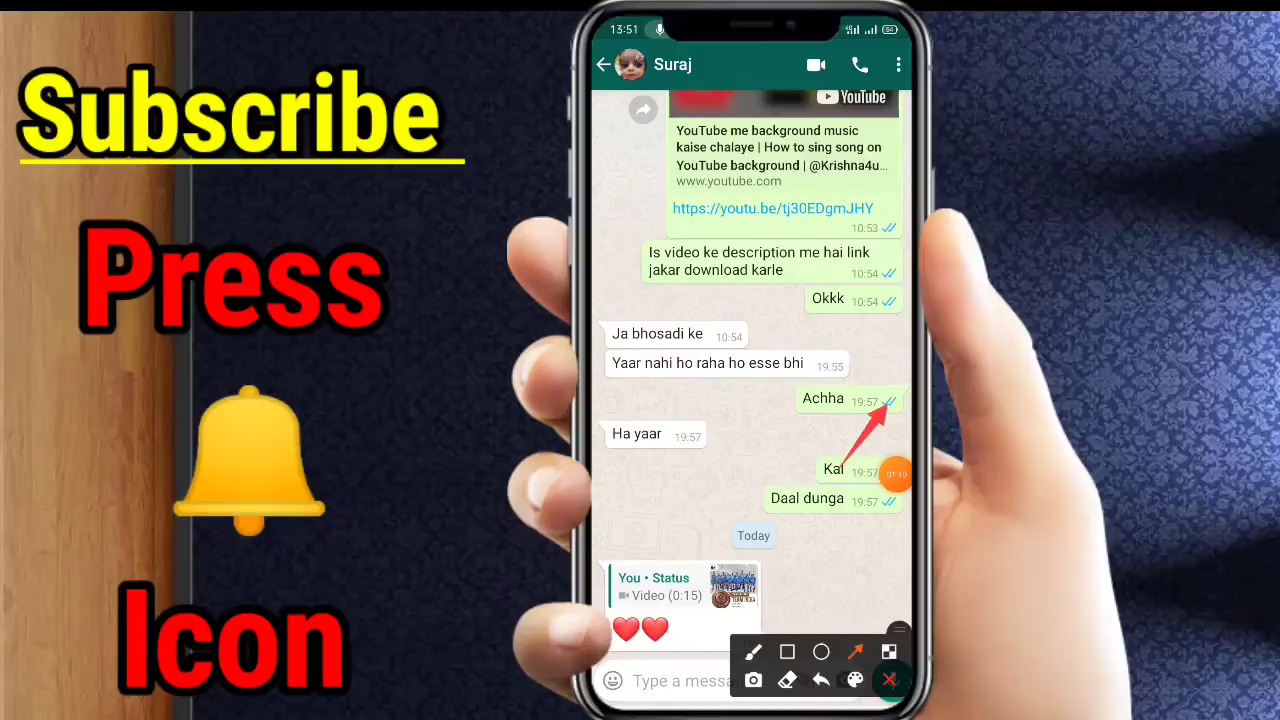 Subscribe
Press
Icon
13:51
54
Suraj
YouTube
YouTube me background music
kaise chalaye | How to sing song on
YouTube background | @Krishna4u...
www.youtube.com
https://youtu.be/tj30EDgmJHY
10:53
Is video ke description me hai link
jakar download karle 10:54
Okkk 10:54
Ja bhosadi ke 10:54
Yaar nahi ho raha ho esse bhi 19:55
Achha 19:57
Ha yaar 19:57
Kal 19:57
01:10
Daal dunga 19:57
Today
You • Status
Video (0:15)
Type a messa